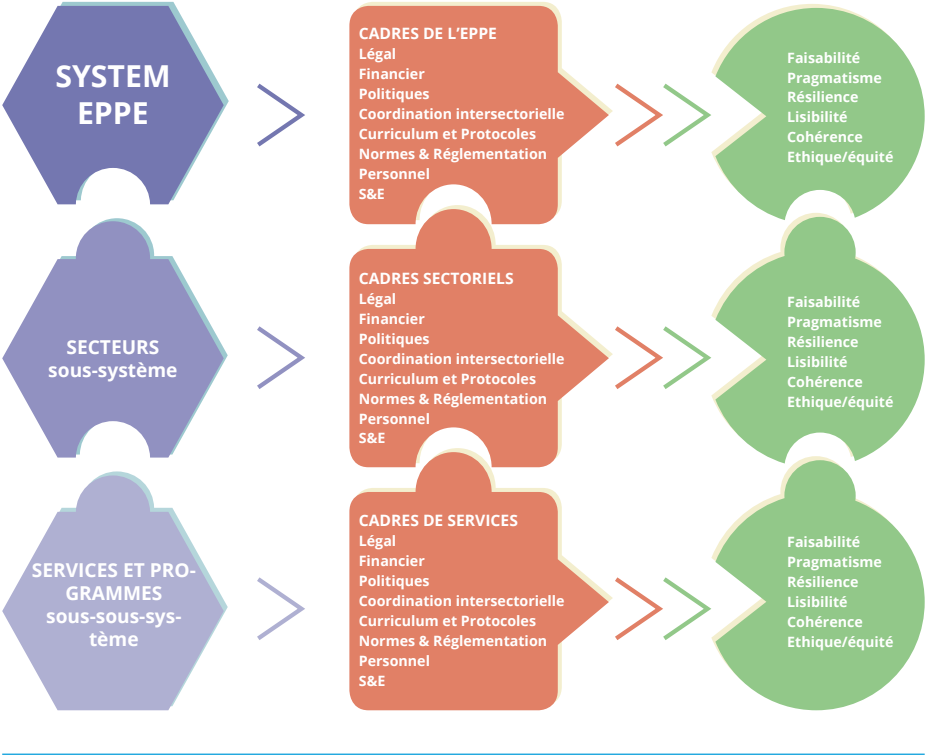 SYSTEM
EPPE
CADRES DE L’EPPE
Légal
Financier
Politiques
Coordination intersectorielle
Curriculum et Protocoles
Normes & Réglementation
Personnel
S&E
Faisabilité
Pragmatisme
Résilience
Lisibilité
Cohérence
Ethique/équité
SECTEURS
sous-système
CADRES SECTORIELS
Légal
Financier
Politiques
Coordination intersectorielle
Curriculum et Protocoles
Normes & Réglementation
Personnel
S&E
Faisabilité
Pragmatisme
Résilience
Lisibilité
Cohérence
Ethique/équité
SERVICES ET PRO-
GRAMMES
sous-sous-sys-
tème
CADRES DE SERVICES
Légal
Financier
Politiques
Coordination intersectorielle
Curriculum et Protocoles
Normes & Réglementation
Personnel
S&E
Faisabilité
Pragmatisme
Résilience
Lisibilité
Cohérence
Ethique/équité